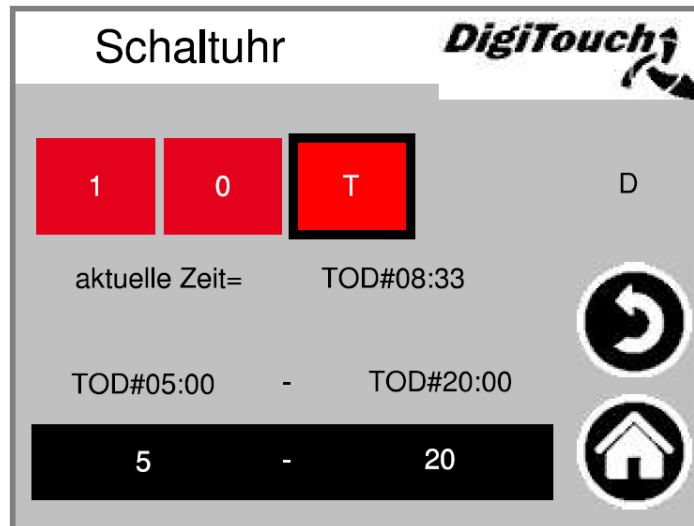 Schaltuhr DigiTouch
1 0 T D
aktuelle Zeit= TOD#08:33
TOD#05:00 - TOD#20:00
5 - 20